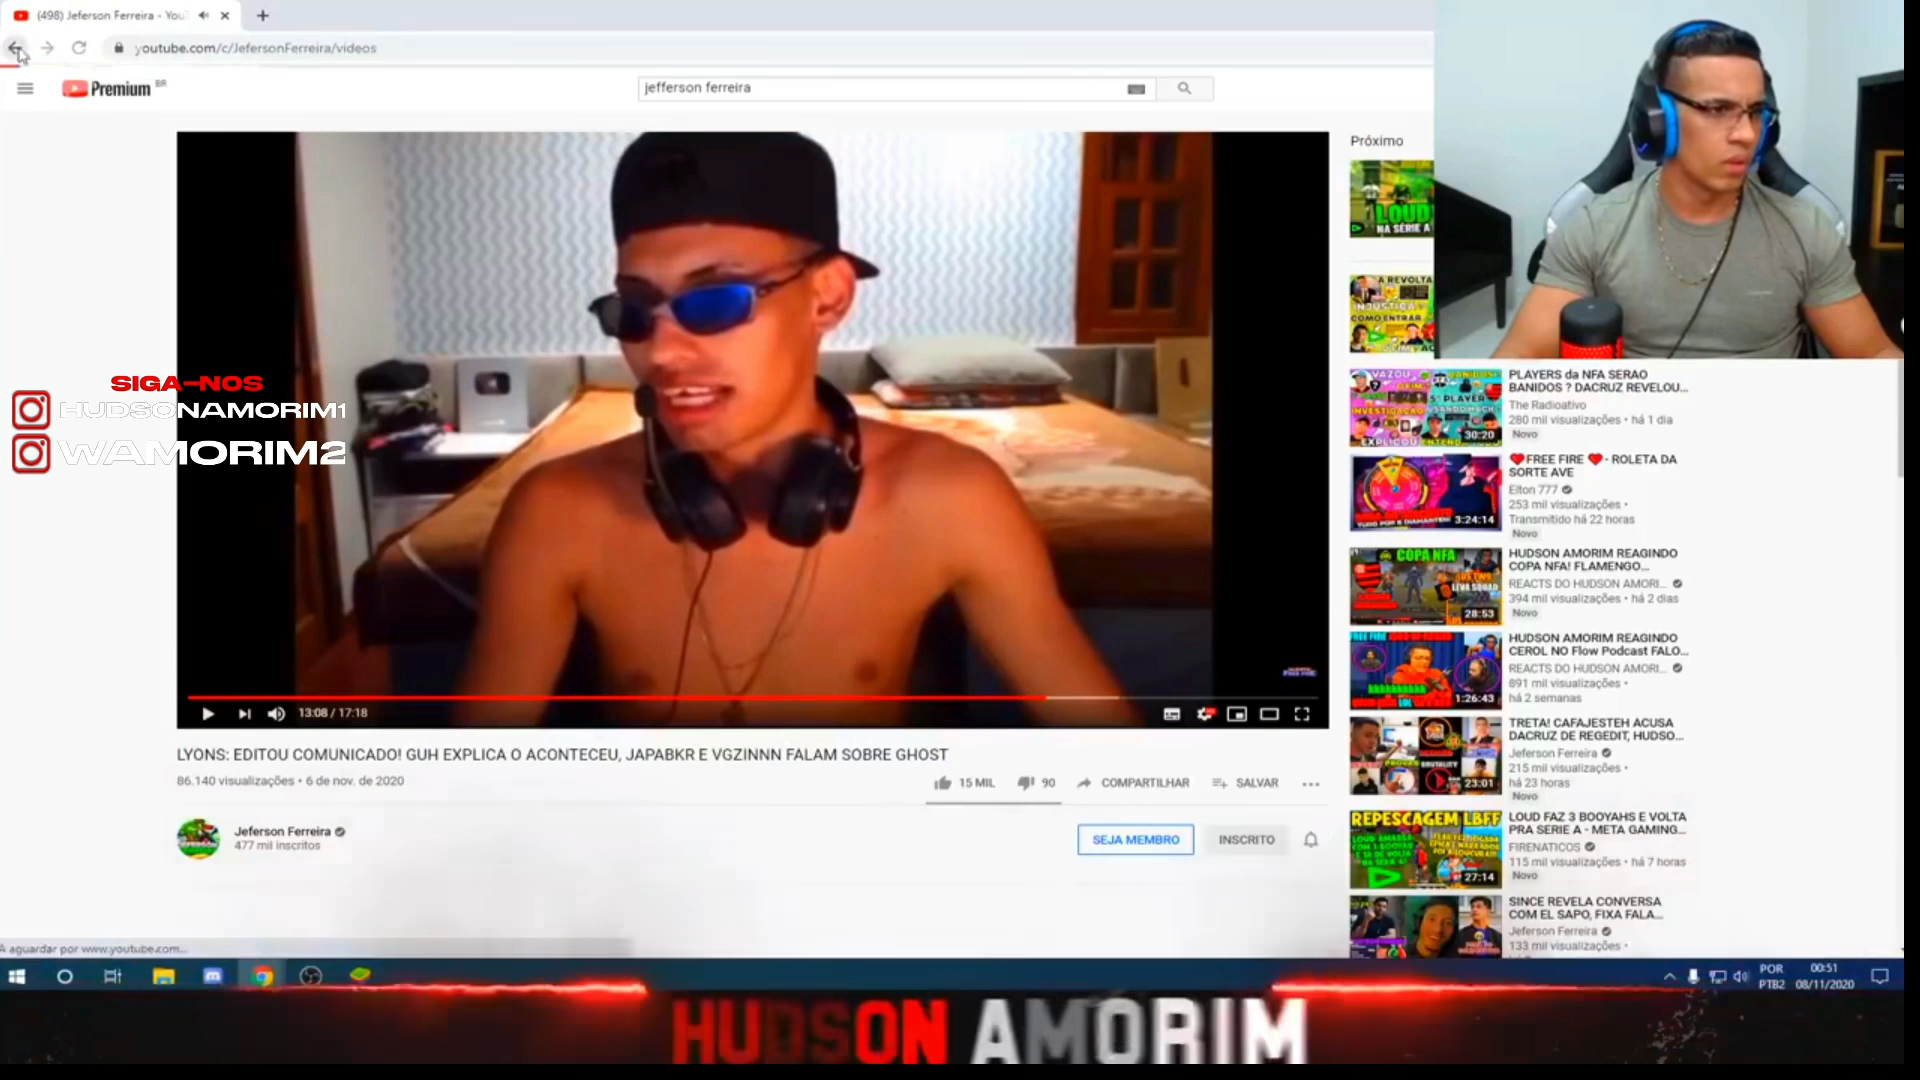 (498) Jeferson Ferreira - You
youtube.com/c/JefersonFerreira/videos
Premium BR
jefferson ferreira
Próximo
LOUD
NA SÉRIE A
A REVOLTA
INJUSTIÇA
COMO ENTRAR
SIGA-NOS
HUDSONAMORIM1
WAMORIM2
13:08 / 17:18
LYONS: EDITOU COMUNICADO! GUH EXPLICA O ACONTECEU, JAPABKR E VGZINNN FALAM SOBRE GHOST
86.140 visualizações • 6 de nov. de 2020
15 MIL
90
COMPARTILHAR
SALVAR
Jeferson Ferreira
477 mil inscritos
SEJA MEMBRO
INSCRITO
VAZOU
INVESTIGAÇÃO
EXPLICOU
30:20
PLAYERS da NFA SERAO
BANIDOS ? DACRUZ REVELOU...
The Radioativo
280 mil visualizações • há 1 dia
Novo
3:24:14
FREE FIRE ❤ - ROLETA DA
SORTE AVE
Elton 777
253 mil visualizações •
Transmitido há 22 horas
Novo
COPA NFA
28:53
HUDSON AMORIM REAGINDO
COPA NFA! FLAMENGO...
REACTS DO HUDSON AMORI...
394 mil visualizações • há 2 dias
Novo
1:26:43
HUDSON AMORIM REAGINDO
CEROL NO Flow Podcast FALO...
REACTS DO HUDSON AMORI...
891 mil visualizações •
há 2 semanas
PROVAS
BRUTALITY
23:01
TRETA! CAFAJESTEH ACUSA
DACRUZ DE REGEDIT, HUDSO...
Jeferson Ferreira
215 mil visualizações •
há 23 horas
Novo
REPESCAGEM LBFF
27:14
LOUD FAZ 3 BOOYAHS E VOLTA
PRA SERIE A - META GAMING...
FIRENATICOS
115 mil visualizações • há 7 horas
Novo
SINCE REVELA CONVERSA
COM EL SAPO, FIXA FALA...
Jeferson Ferreira
133 mil visualizações •
A aguardar por www.youtube.com...
POR
PTB2
00:51
08/11/2020
HUDSON AMORIM